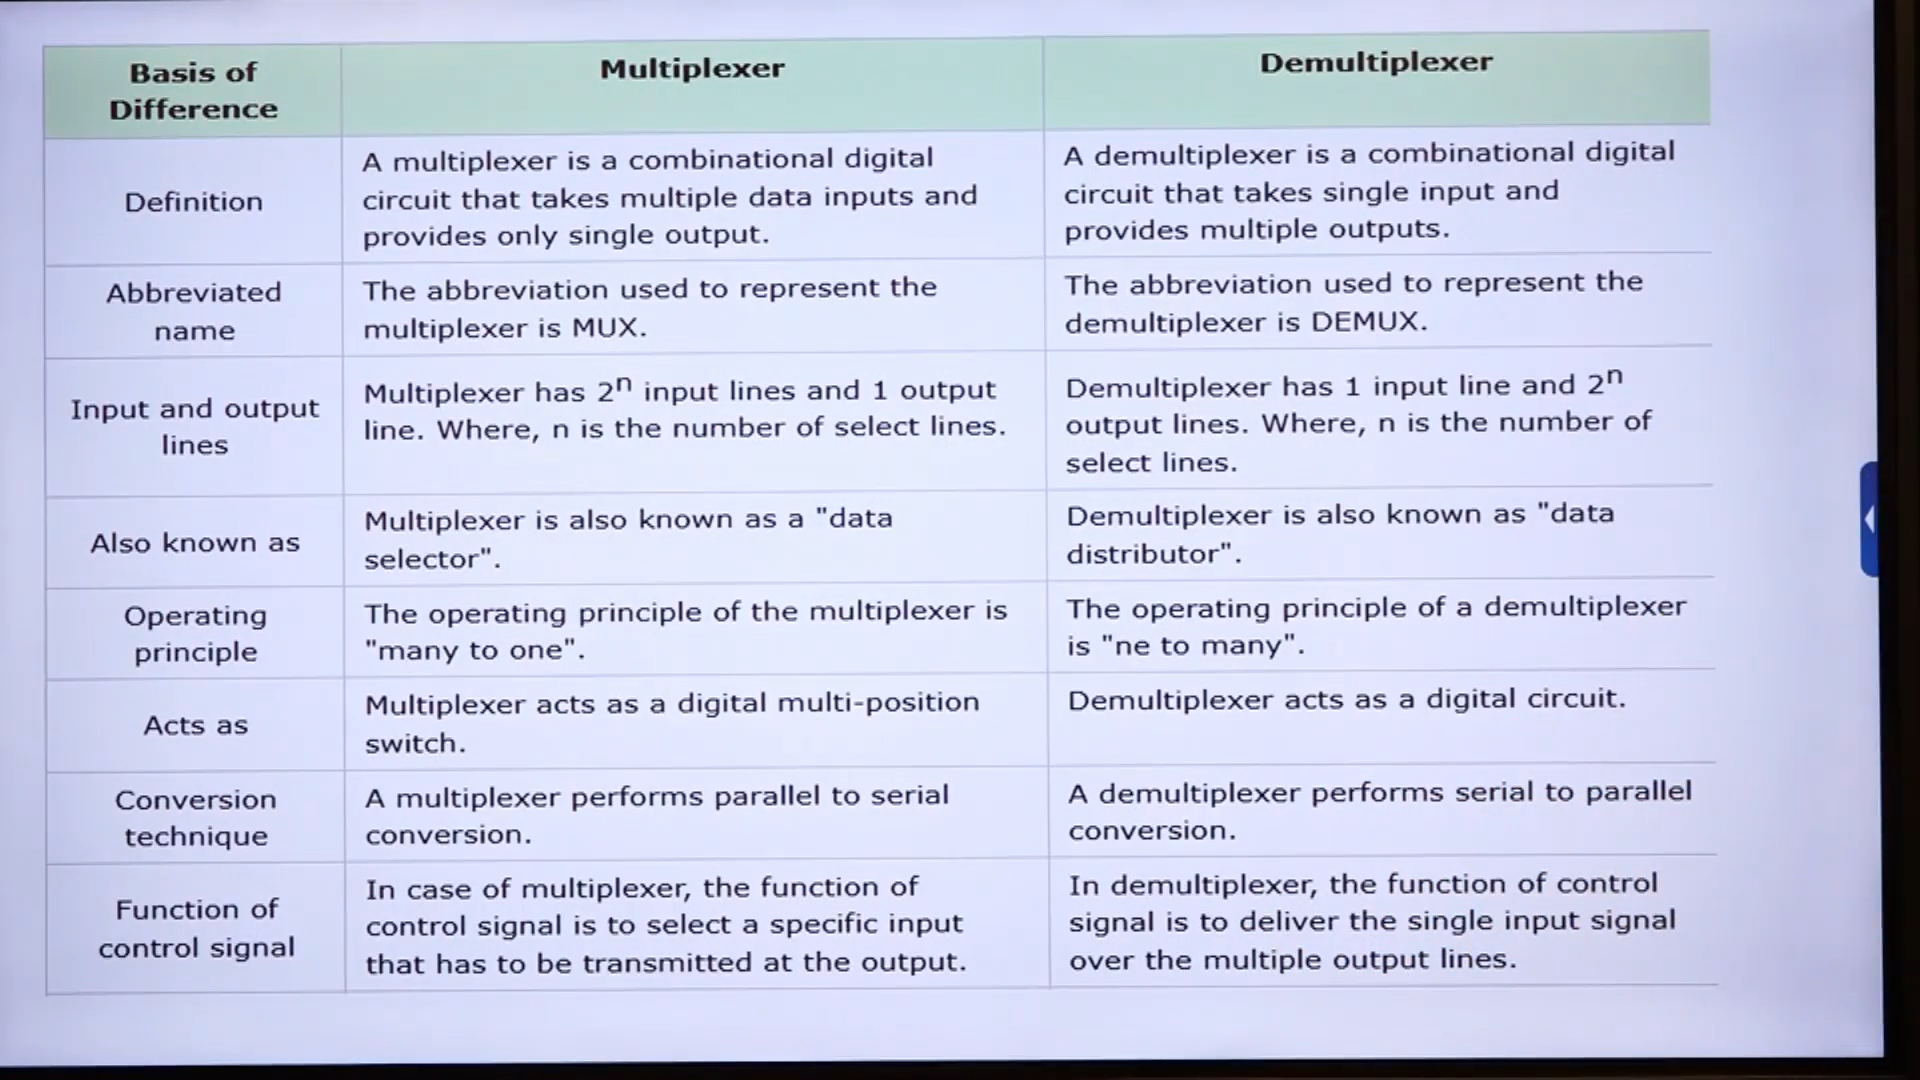 Basis of
Difference
Multiplexer
Demultiplexer
Definition
A multiplexer is a combinational digital
circuit that takes multiple data inputs and
provides only single output.
A demultiplexer is a combinational digital
circuit that takes single input and
provides multiple outputs.
Abbreviated
name
The abbreviation used to represent the
multiplexer is MUX.
The abbreviation used to represent the
demultiplexer is DEMUX.
Input and output
lines
Multiplexer has 2ⁿ input lines and 1 output
line. Where, n is the number of select lines.
Demultiplexer has 1 input line and 2ⁿ
output lines. Where, n is the number of
select lines.
Also known as
Multiplexer is also known as a "data
selector".
Demultiplexer is also known as "data
distributor".
Operating
principle
The operating principle of the multiplexer is
"many to one".
The operating principle of a demultiplexer
is "ne to many".
Acts as
Multiplexer acts as a digital multi-position
switch.
Demultiplexer acts as a digital circuit.
Conversion
technique
A multiplexer performs parallel to serial
conversion.
A demultiplexer performs serial to parallel
conversion.
Function of
control signal
In case of multiplexer, the function of
control signal is to select a specific input
that has to be transmitted at the output.
In demultiplexer, the function of control
signal is to deliver the single input signal
over the multiple output lines.